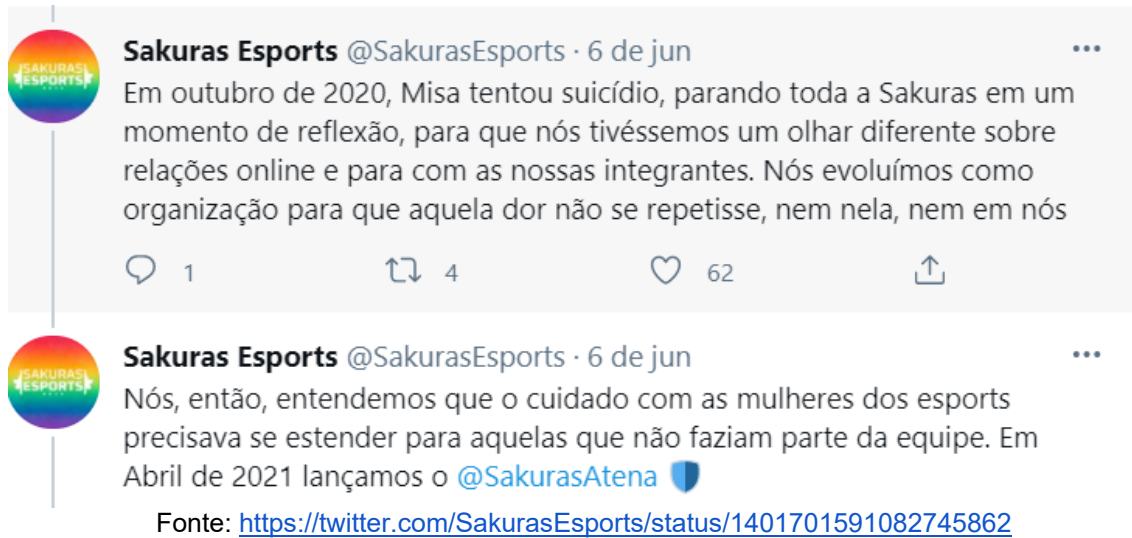 Sakuras Esports @SakurasEsports · 6 de jun
SAKURAS
ESPORTS
Em outubro de 2020, Misa tentou suicídio, parando toda a Sakuras em um
momento de reflexão, para que nós tivéssemos um olhar diferente sobre
relações online e para com as nossas integrantes. Nós evoluímos como
organização para que aquela dor não se repetisse, nem nela, nem em nós
1 4 62
Sakuras Esports @SakurasEsports · 6 de jun
SAKURAS
ESPORTS
Nós, então, entendemos que o cuidado com as mulheres dos esports
precisava se estender para aquelas que não faziam parte da equipe. Em
Abril de 2021 lançamos o @SakurasAtena
Fonte: https://twitter.com/SakurasEsports/status/1401701591082745862